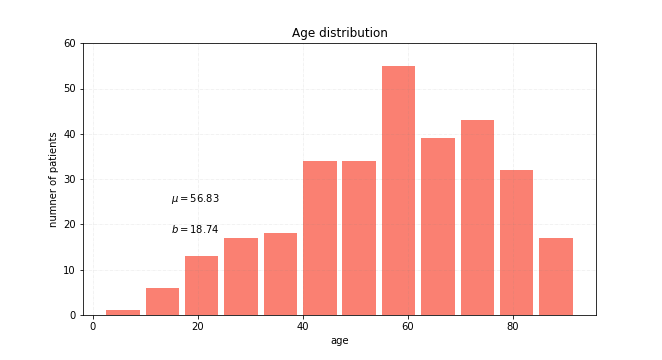 Age distribution
60
50
40
30
20
10
0
numner of patients
μ = 56.83
b = 18.74
0 20 40 60 80
age